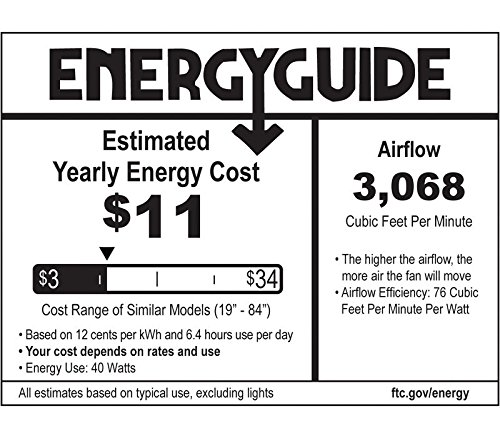 ENERGYGUIDE
Estimated
Yearly Energy Cost
$11
$3
$34
Cost Range of Similar Models (19" - 84")
• Based on 12 cents per kWh and 6.4 hours use per day
• Your cost depends on rates and use
• Energy Use: 40 Watts
Airflow
3,068
Cubic Feet Per Minute
• The higher the airflow, the
more air the fan will move
• Airflow Efficiency: 76 Cubic
Feet Per Minute Per Watt
All estimates based on typical use, excluding lights
ftc.gov/energy